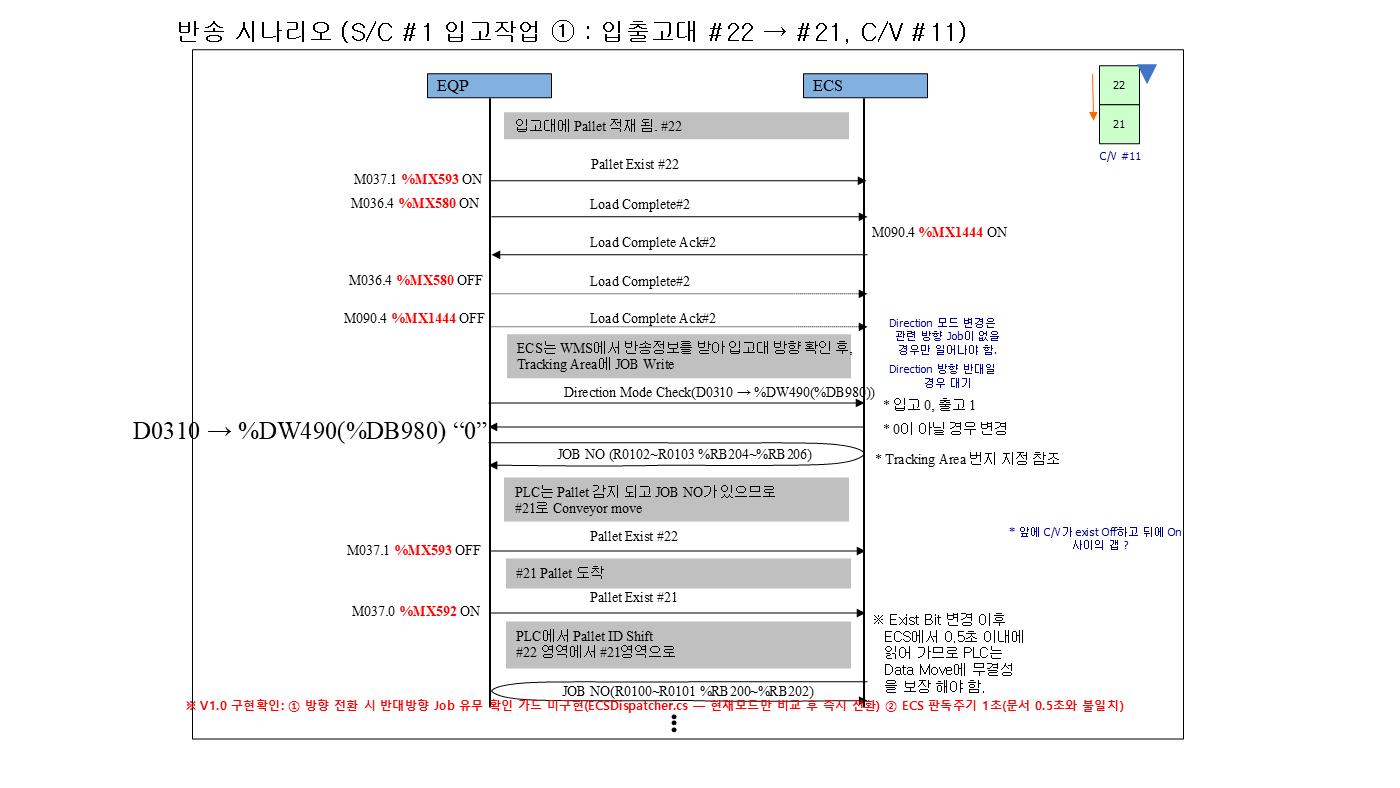 반송 시나리오 (S/C #1 입고작업 ① : 입출고대 #22 → #21, C/V #11)
EQP
ECS
22
21
C/V #11
입고대에 Pallet 적재 됨. #22
Pallet Exist #22
M037.1 %MX593 ON
M036.4 %MX580 ON
Load Complete#2
M090.4 %MX1444 ON
Load Complete Ack#2
M036.4 %MX580 OFF
Load Complete#2
M090.4 %MX1444 OFF
Load Complete Ack#2
Direction 모드 변경은
관련 방향 Job이 없을
경우만 일어나야 함.
Direction 방향 반대일
경우 대기
ECS는 WMS에서 반송정보를 받아 입고대 방향 확인 후,
Tracking Area에 JOB Write
Direction Mode Check(D0310 → %DW490(%DB980))
* 입고 0, 출고 1
D0310 → %DW490(%DB980) “0”
* 0이 아닐 경우 변경
JOB NO (R0102~R0103 %RB204~%RB206)
* Tracking Area 번지 지정 참조
PLC는 Pallet 감지 되고 JOB NO가 있으므로
#21로 Conveyor move
Pallet Exist #22
M037.1 %MX593 OFF
* 앞에 C/V가 exist Off하고 뒤에 On
사이의 갭 ?
#21 Pallet 도착
Pallet Exist #21
M037.0 %MX592 ON
PLC에서 Pallet ID Shift
#22 영역에서 #21영역으로
※ Exist Bit 변경 이후
ECS에서 0.5초 이내에
읽어 가므로 PLC는
Data Move에 무결성
을 보장 해야 함.
JOB NO(R0100~R0101 %RB200~%RB202)
※ V1.0 구현확인: ① 방향 전환 시 반대방향 Job 유무 확인 가드 미구현(ECSDispatcher.cs — 현재모드만 비교 후 즉시 전환) ② ECS 판독주기 1초(문서 0.5초와 불일치)